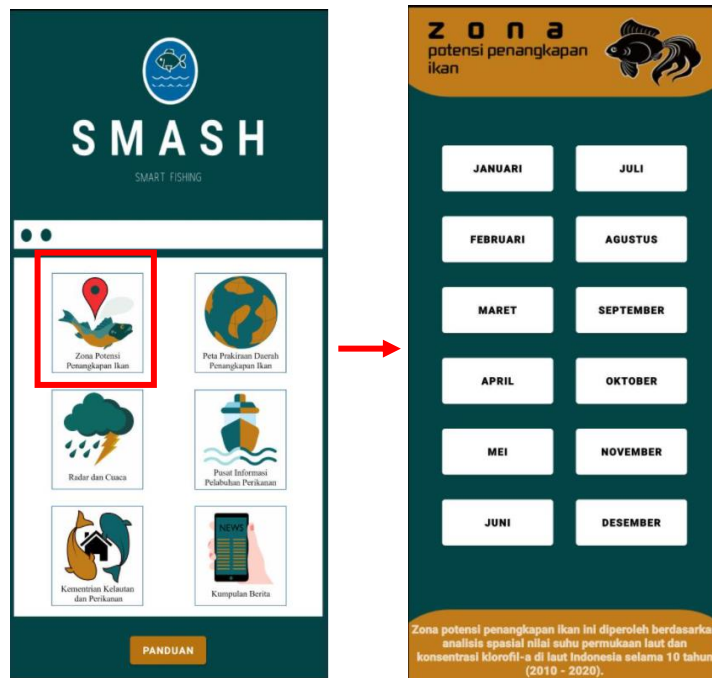 SMASH
SMART FISHING
Zona Potensi
Penangkapan Ikan
Peta Prakiraan Daerah
Penangkapan Ikan
Radar dan Cuaca
Pusat Informasi
Pelabuhan Perikanan
Kementrian Kelautan
dan Perikanan
NEWS
Kumpulan Berita
PANDUAN
zona
potensi penangkapan
ikan
JANUARI
JULI
FEBRUARI
AGUSTUS
MARET
SEPTEMBER
APRIL
OKTOBER
MEI
NOVEMBER
JUNI
DESEMBER
Zona potensi penangkapan ikan ini diperoleh berdasarka
analisis spasial nilai suhu permukaan laut dan
konsentrasi klorofil-a di laut Indonesia selama 10 tahun
(2010 - 2020).